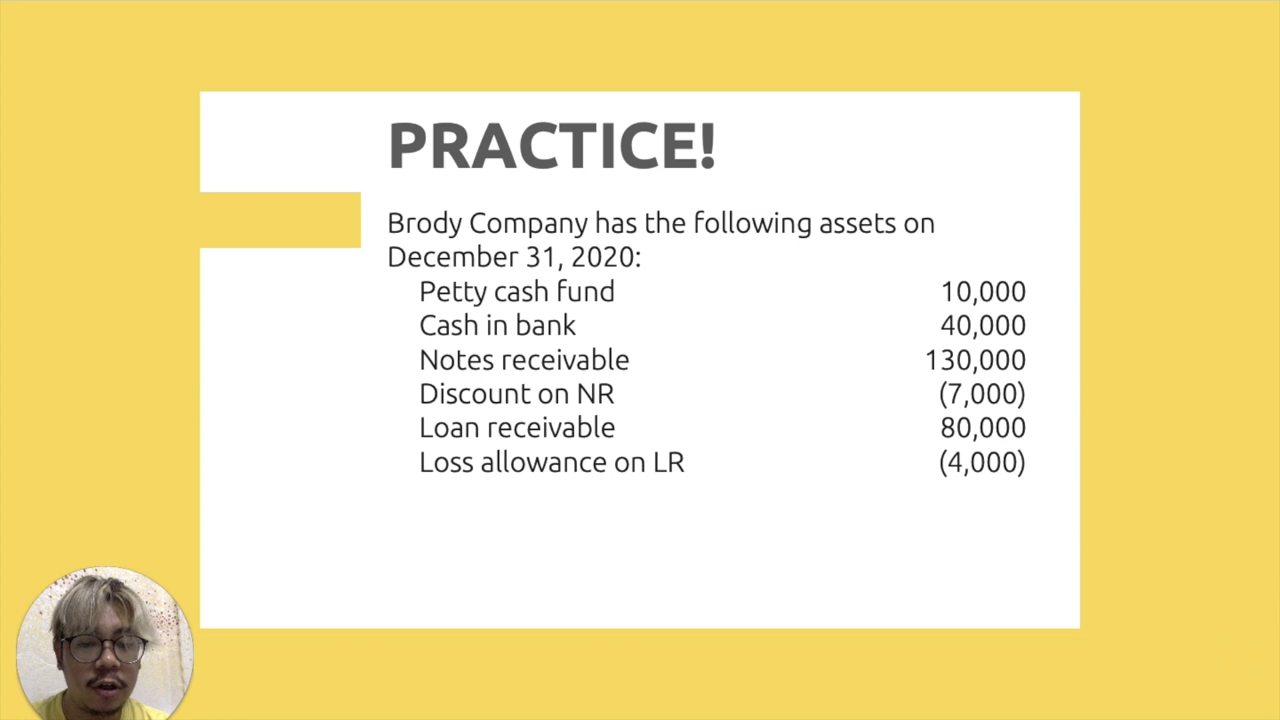 PRACTICE!
Brody Company has the following assets on
December 31, 2020:
Petty cash fund 10,000
Cash in bank 40,000
Notes receivable 130,000
Discount on NR (7,000)
Loan receivable 80,000
Loss allowance on LR (4,000)